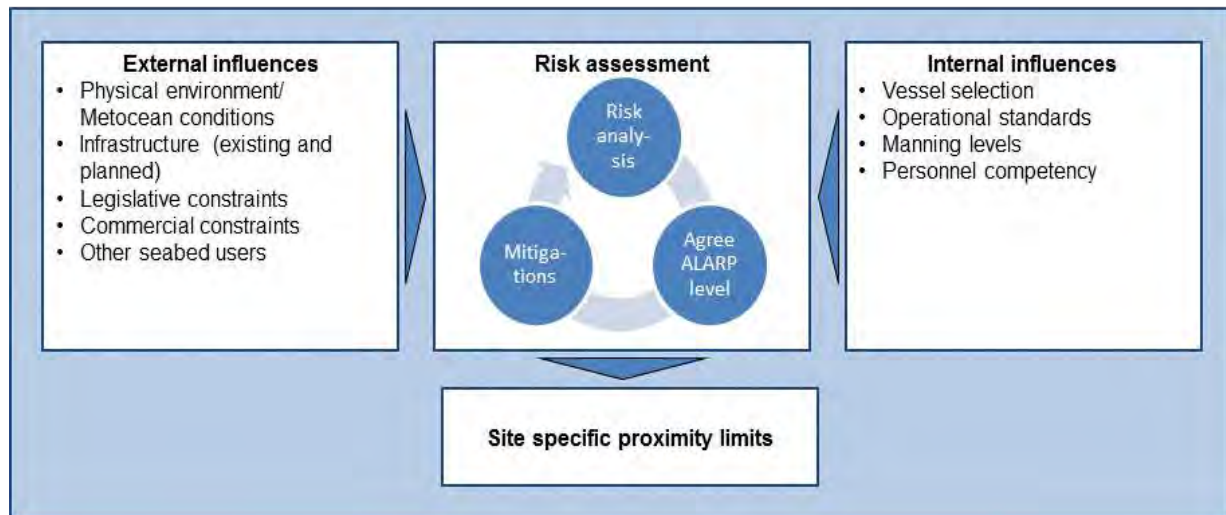 External influences
• Physical environment/
Metocean conditions
• Infrastructure (existing and
planned)
• Legislative constraints
• Commercial constraints
• Other seabed users
Risk assessment
Risk
analy-
sis
Mitiga-
tions
Agree
ALARP
level
Internal influences
• Vessel selection
• Operational standards
• Manning levels
• Personnel competency
Site specific proximity limits